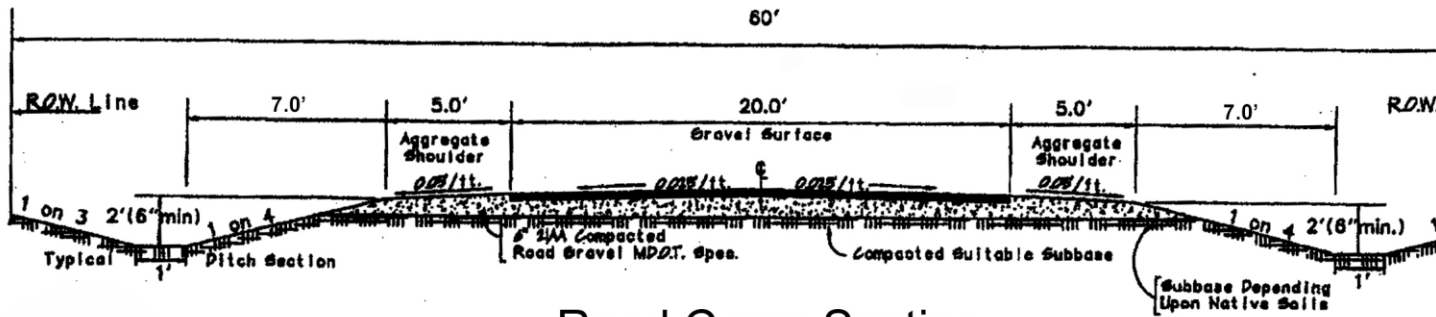 60'
R.O.W. Line
7.0'
5.0'
20.0'
5.0'
7.0'
R.O.W.
Aggregate
Shoulder
Gravel Surface
Aggregate
Shoulder
0.05/ft.
0.025/ft.
℄
0.025/ft.
0.05/ft.
1 on 3
2'(6"min)
1 on 4
1 on 4
2'(6"min.)
1
Typical
Ditch Section
1'
6" 21AA Compacted
Road Gravel M.D.O.T. Spec.
Compacted Suitable Subbase
Subbase Depending
Upon Native Soils
1'